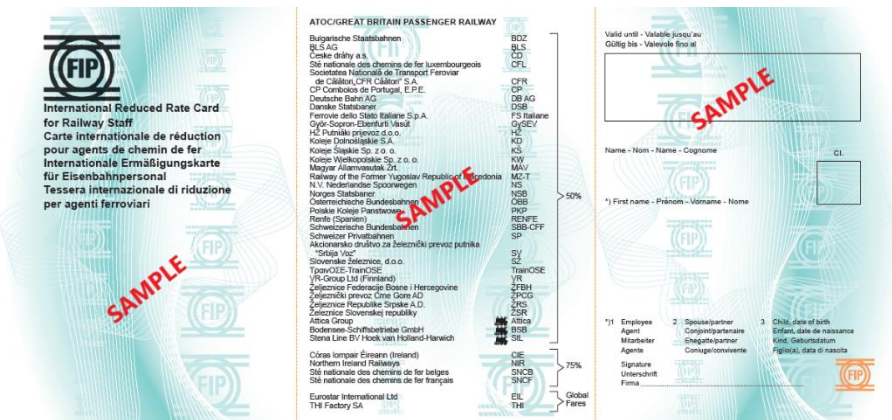 FIP
International Reduced Rate Card
for Railway Staff
Carte internationale de réduction
pour agents de chemin de fer
Internationale Ermäßigungskarte
für Eisenbahnpersonal
Tessera internazionale di riduzione
per agenti ferroviari
SAMPLE
ATOC/GREAT BRITAIN PASSENGER RAILWAY
Bulgarische Staatsbahnen BDZ
BLS AG BLS
České dráhy a.s. ČD
Sté nationale des chemins de fer luxembourgeois CFL
Societatea Natională de Transport Feroviar
de Călători„CFR Căători" S.A. CFR
CP Comboios de Portugal, E.P.E. CP
Deutsche Bahn AG DB AG
Danske Statsbaner DSB
Ferrovie dello Stato Italiane S.p.A. FS Italiane
Györ-Sopron-Ebenfurti Vasút GySEV
HŽ Putniåki prijevoz d.o.o. HŽ
Koleje Dolnośląskie S.A. KD
Koleje Śląskie Sp. z o. o. KŚ
Koleje Wielkopolskie Sp. z o. o. KW
Magyar Államvasutak Zrt. MÁV
Railway of the Former Yugoslav Republic of Macedonia MZ-T
N.V. Nederlandse Spoorwegen NS
Norges Statsbaner NSB
Österreichische Bundesbahnen ÖBB
Polskie Koleje Panstwowe PKP
Renfe (Spanien) RENFE
Schweizerische Bundesbahnen SBB-CFF
Schweizer Privatbahnen SP
Akcionarsko društvo za železnički prevoz putnika
"Srbija Voz" SV
Slovenske železnice, d.o.o. SŽ
ΤραινΟΣΕ-TrainOSE TrainOSE
VR-Group Ltd (Finnland) VR
Željeznice Federacije Bosne i Hercegovine ŽFBH
Željeznički prevoz Crne Gore AD ŽPCG
Željeznice Republike Srpske A.D. ŽRS
Železnice Slovenskej republiky ŽSR
Attica Group Attica
Bodensee-Schiffsbetriebe GmbH BSB
Stena Line BV Hoek van Holland-Harwich StL
50%
Córas Iompair Éireann (Ireland) CIE
Northern Ireland Railways NIR
Sté nationale des chemins de fer belges SNCB
Sté nationale des chemins de fer français SNCF
75%
Eurostar International Ltd EIL
THI Factory SA THI
Global
Fares
SAMPLE
Valid until - Valable jusqu'au
Gültig bis - Valevole fino al
SAMPLE
Name - Nom - Name - Cognome
Cl.
*) First name - Prénom - Vorname - Nome
*)1 Employee 2 Spouse/partner 3 Child, date of birth
Agent Conjoint/partenaire Enfant, date de naissance
Mitarbeiter Ehegatte/partner Kind, Geburtsdatum
Agente Coniuge/convivente Figlio(a), data di nascita
Signature
Unterschrift
Firma
FIP